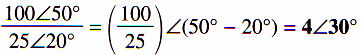 100∠50° / 25∠20° = (100/25) ∠(50° − 20°) = 4∠30°